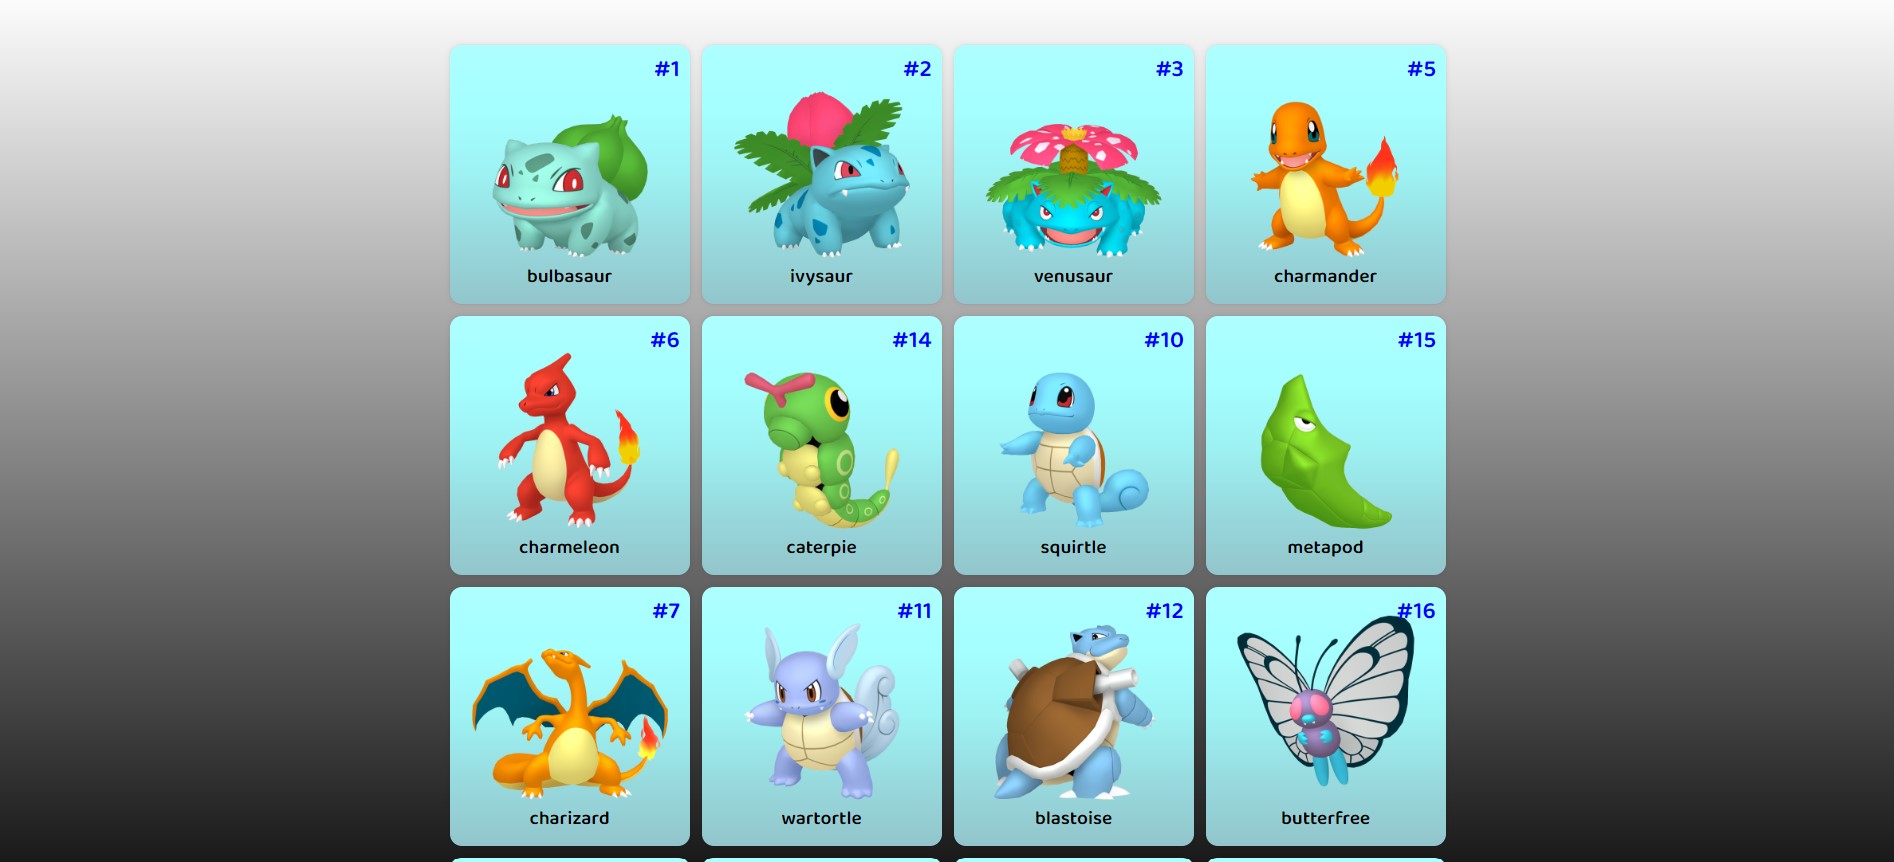 #1
bulbasaur
#2
ivysaur
#3
venusaur
#5
charmander
#6
charmeleon
#14
caterpie
#10
squirtle
#15
metapod
#7
charizard
#11
wartortle
#12
blastoise
#16
butterfree